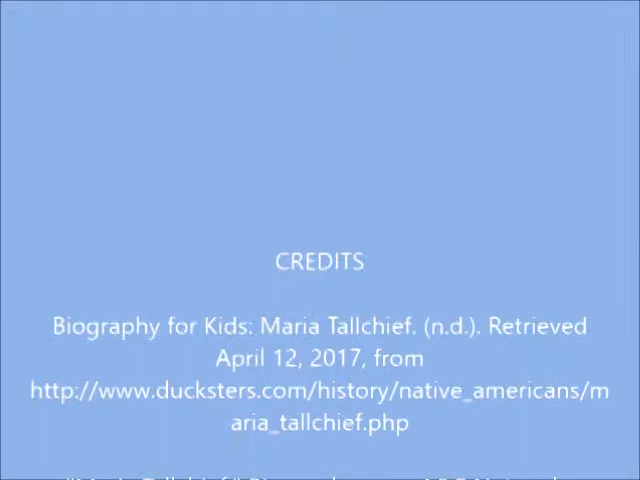 CREDITS
Biography for Kids: Maria Tallchief. (n.d.). Retrieved
April 12, 2017, from
http://www.ducksters.com/history/native_americans/m
aria_tallchief.php